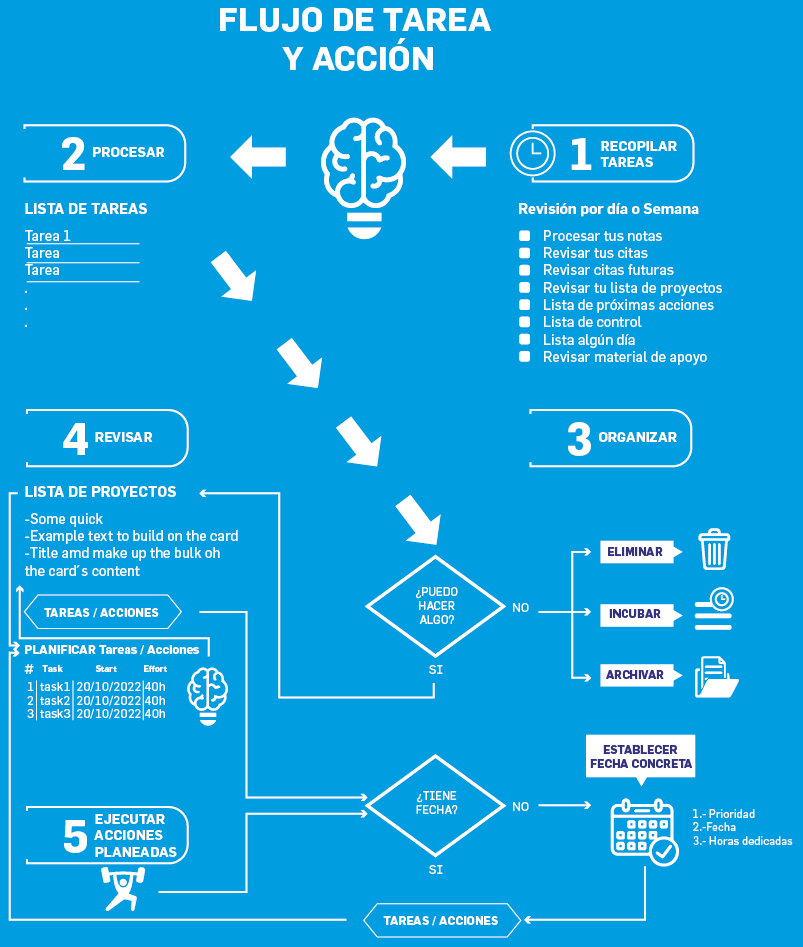 FLUJO DE TAREA
Y ACCIÓN
1 RECOPILAR
TAREAS
Revisión por día o Semana
Procesar tus notas
Revisar tus citas
Revisar citas futuras
Revisar tu lista de proyectos
Lista de próximas acciones
Lista de control
Lista algún día
Revisar material de apoyo
2 PROCESAR
LISTA DE TAREAS
Tarea 1
Tarea
Tarea
.
.
.
3 ORGANIZAR
¿PUEDO
HACER
ALGO?
NO
SI
ELIMINAR
INCUBAR
ARCHIVAR
4 REVISAR
LISTA DE PROYECTOS
-Some quick
-Example text to build on the card
-Title amd make up the bulk oh
the card´s content
TAREAS / ACCIONES
PLANIFICAR Tareas / Acciones
# Task Start Effort
1 task1 20/10/2022 40h
2 task2 20/10/2022 40h
3 task3 20/10/2022 40h
¿TIENE
FECHA?
NO
SI
ESTABLECER
FECHA CONCRETA
1.- Prioridad
2.-Fecha
3.- Horas dedicadas
5 EJECUTAR
ACCIONES
PLANEADAS
TAREAS / ACCIONES